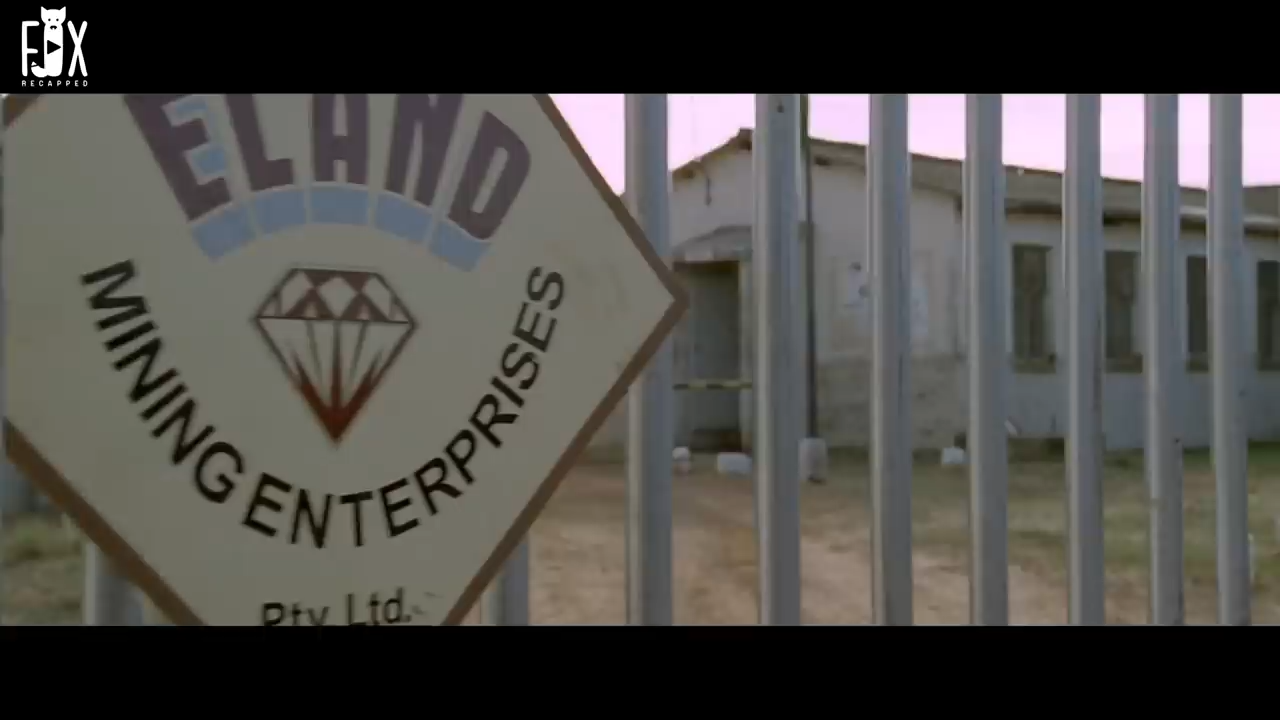 FOX
RECAPPED
ELAND
MINING ENTERPRISES
Pty Ltd.